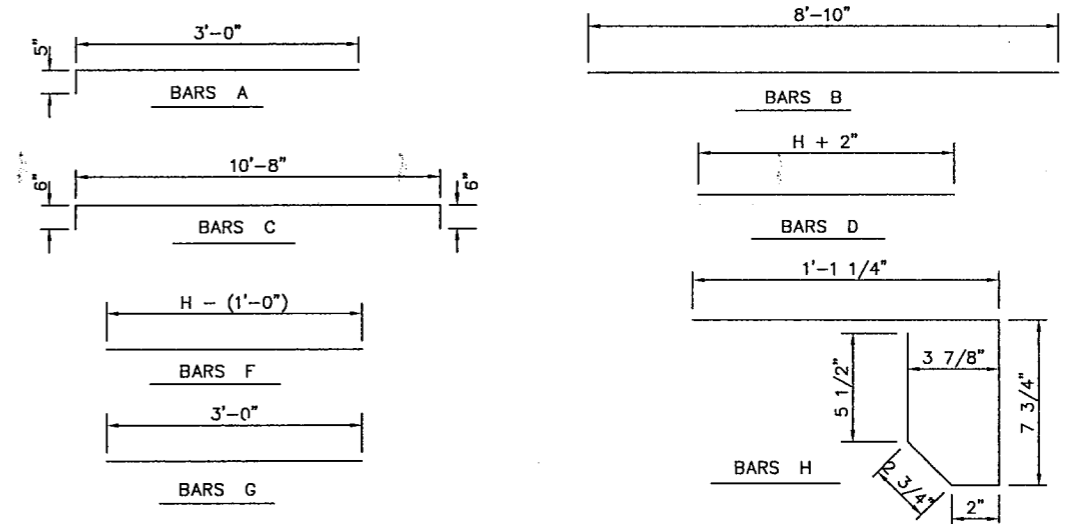 3'-0"
5"
BARS A
8'-10"
BARS B
10'-8"
6"
6"
BARS C
H + 2"
BARS D
H - (1'-0")
BARS F
1'-1 1/4"
3 7/8"
5 1/2"
7 3/4"
2 3/4"
2"
BARS H
3'-0"
BARS G